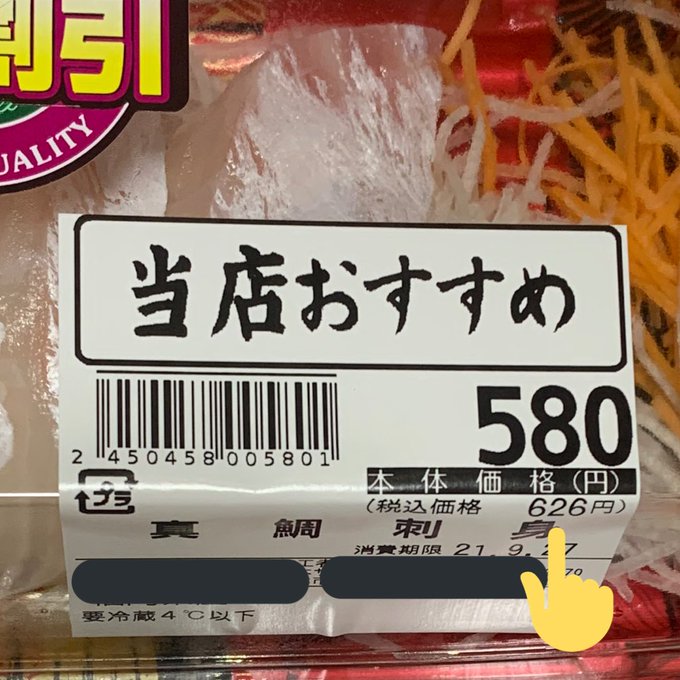 割引
QUALITY
当店おすすめ
2 450458 005801
580
本体価格(円)
プラ
(税込価格 626円)
真鯛刺身
消費期限 21.9.27
要冷蔵4℃以下